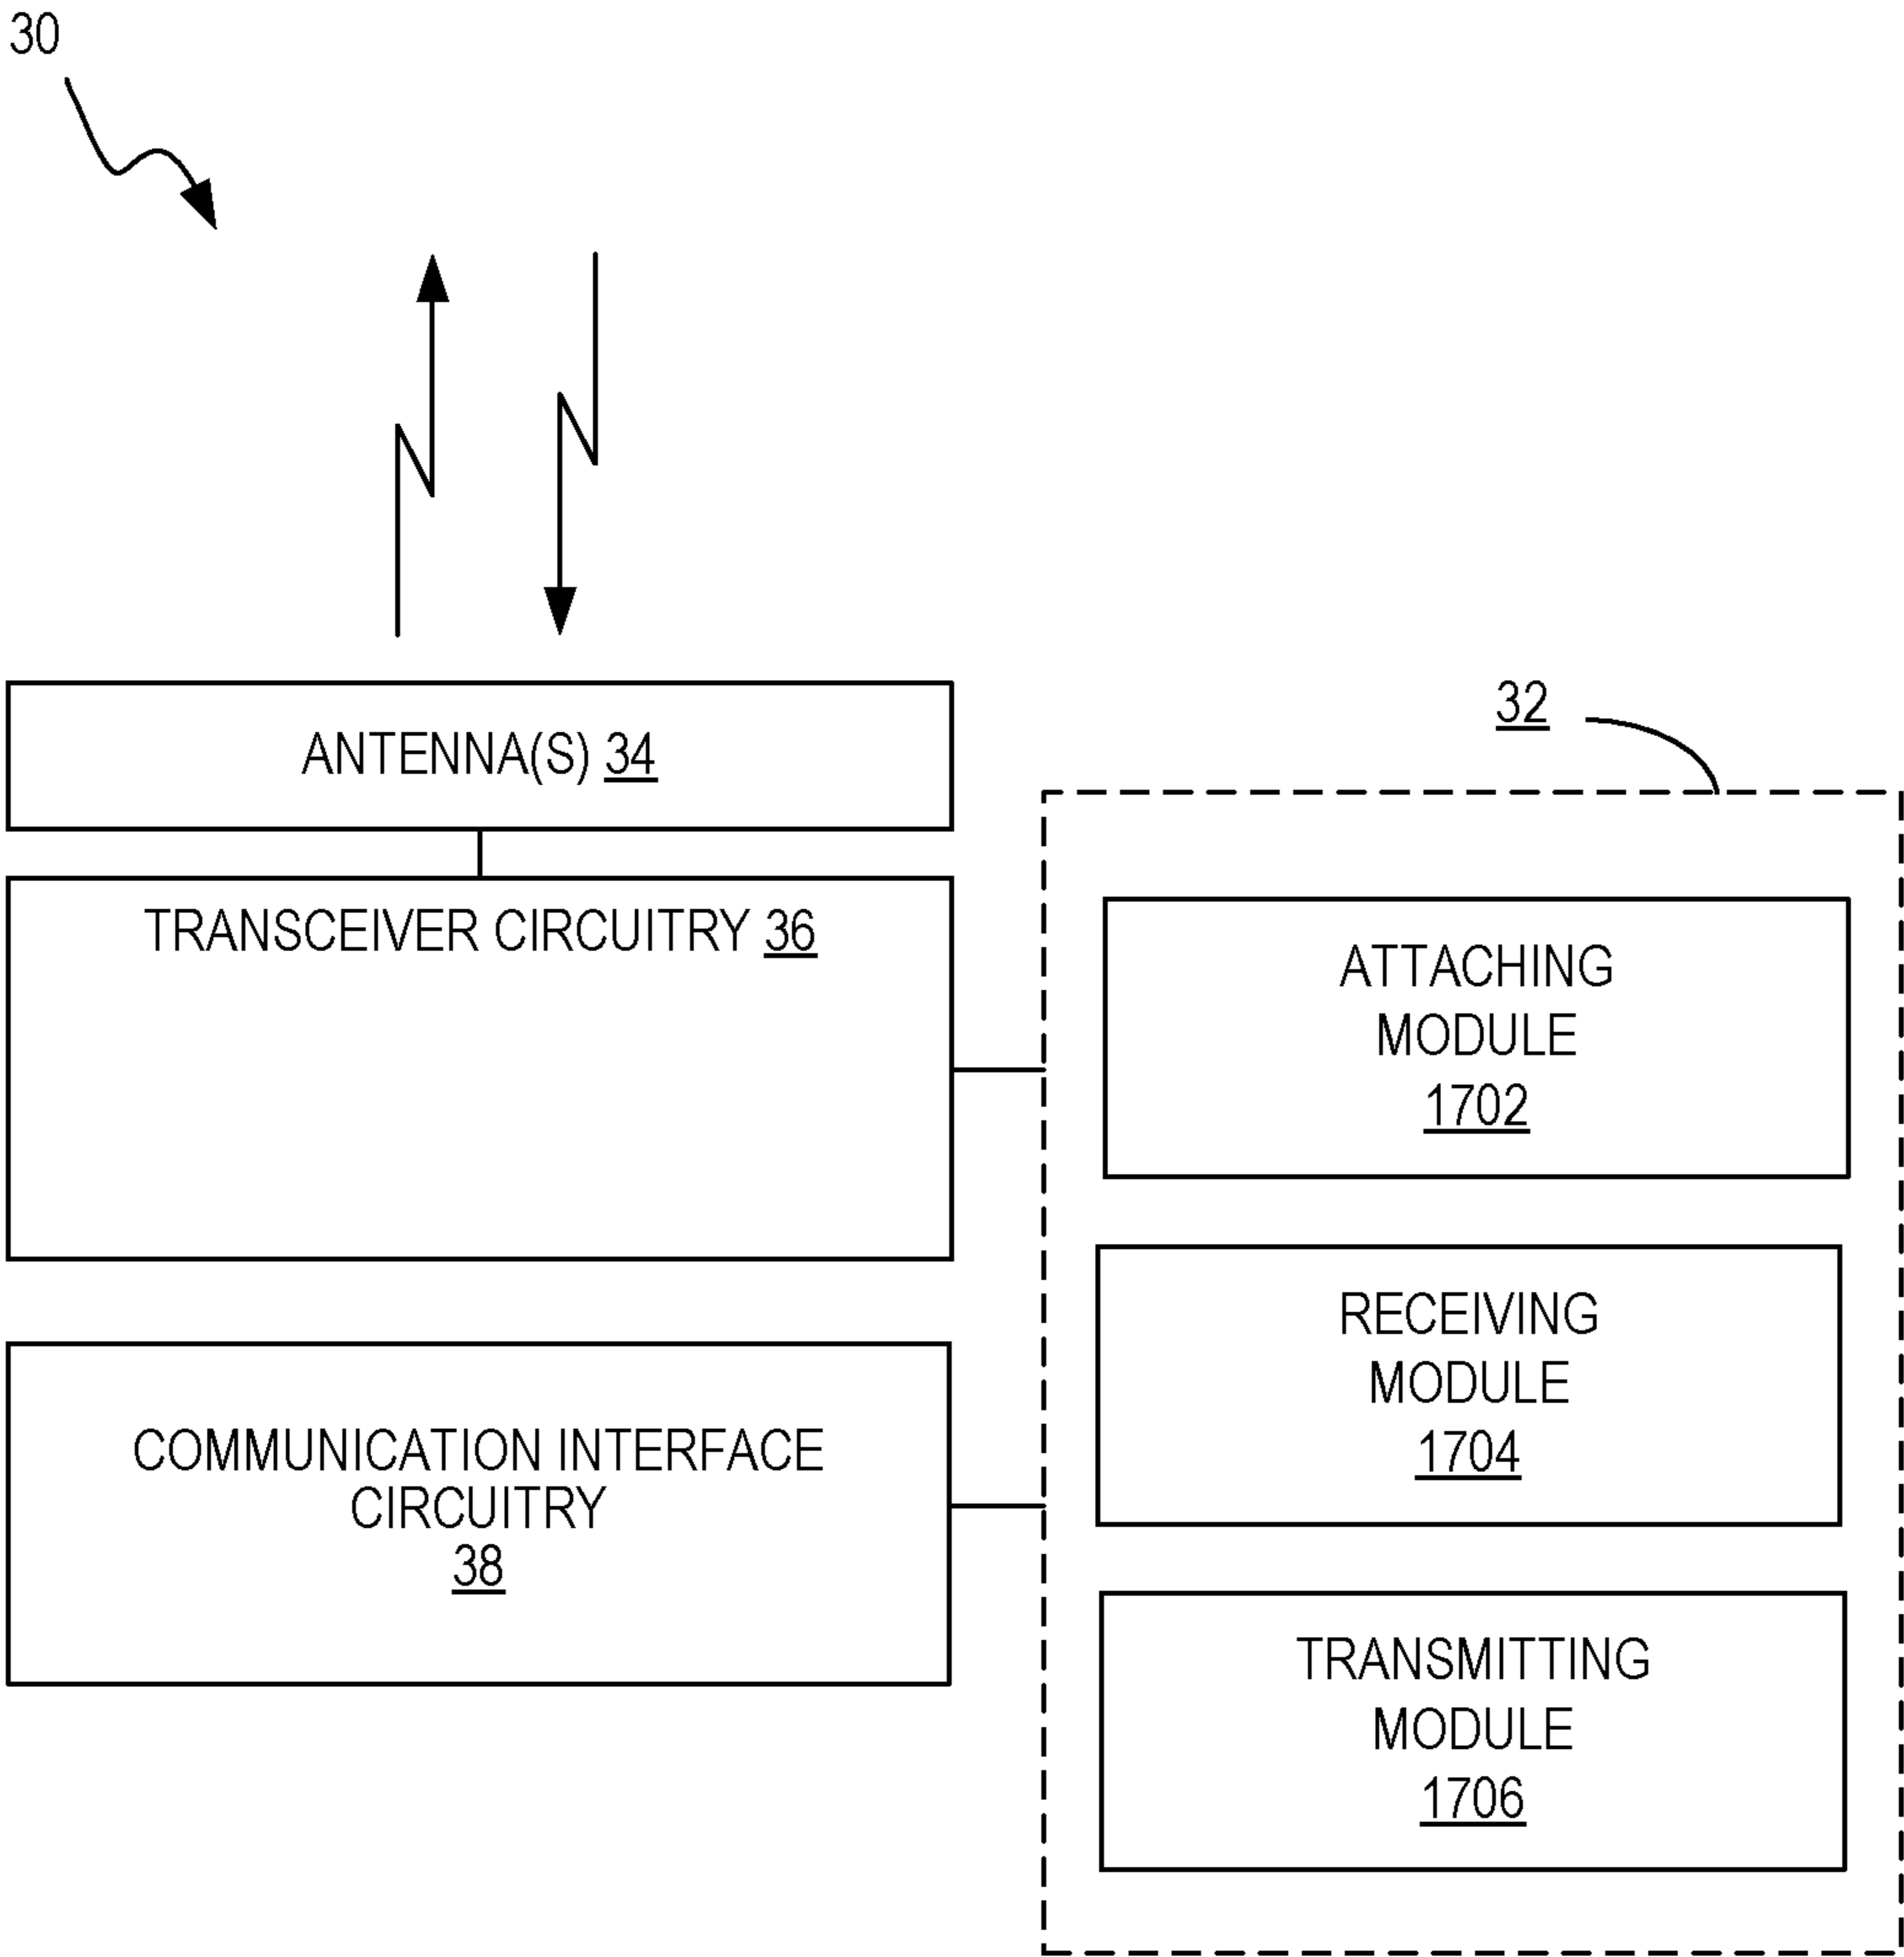 30
ANTENNA(S) 34
32
TRANSCEIVER CIRCUITRY 36
ATTACHING
MODULE
1702
RECEIVING
MODULE
1704
COMMUNICATION INTERFACE
CIRCUITRY
38
TRANSMITTING
MODULE
1706